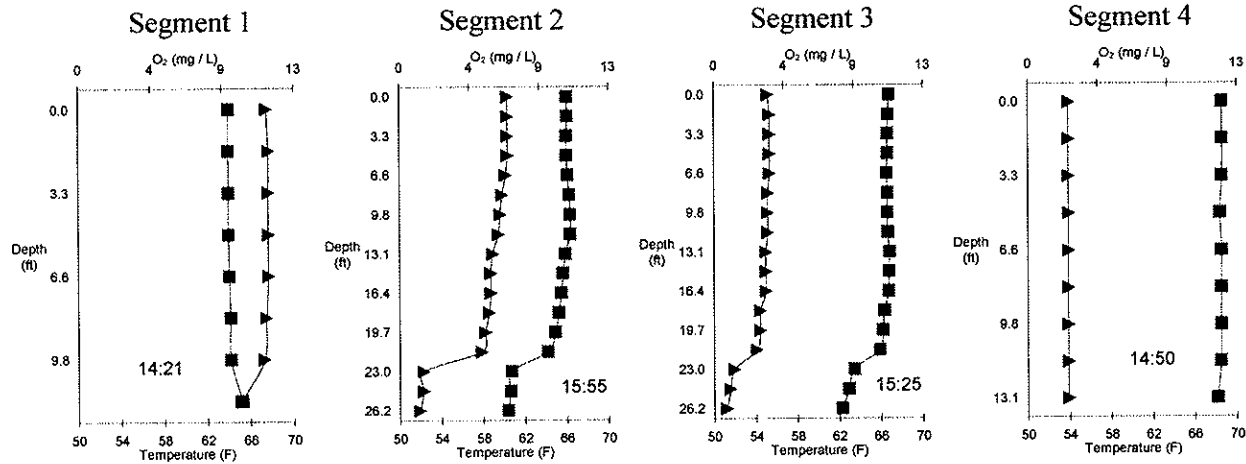 Segment 1
O₂ (mg / L)
0 4 9 13
0.0
3.3
Depth
(ft)
6.6
9.8
14:21
50 54 58 62 66 70
Temperature (F)
Segment 2
O₂ (mg / L)
0 4 9 13
0.0
3.3
6.6
9.8
Depth
(ft)
13.1
16.4
19.7
23.0
26.2
15:55
50 54 58 62 66 70
Temperature (F)
Segment 3
O₂ (mg / L)
0 4 9 13
0.0
3.3
6.6
9.8
Depth
(ft)
13.1
16.4
19.7
23.0
26.2
15:25
50 54 58 62 66 70
Temperature (F)
Segment 4
O₂ (mg / L)
0 4 9 13
0.0
3.3
Depth
(ft)
6.6
9.8
13.1
14:50
50 54 58 62 66 70
Temperature (F)